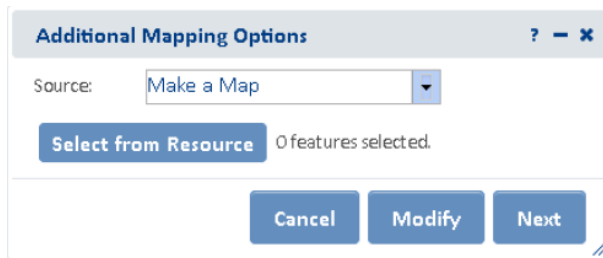 Additional Mapping Options ? – ×
Source: Make a Map
Select from Resource 0 features selected.
Cancel Modify Next